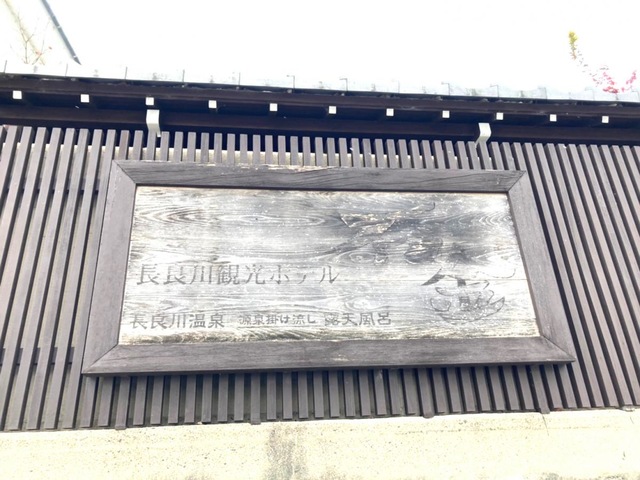 長良川観光ホテル
長良川温泉 源泉掛け流し 露天風呂